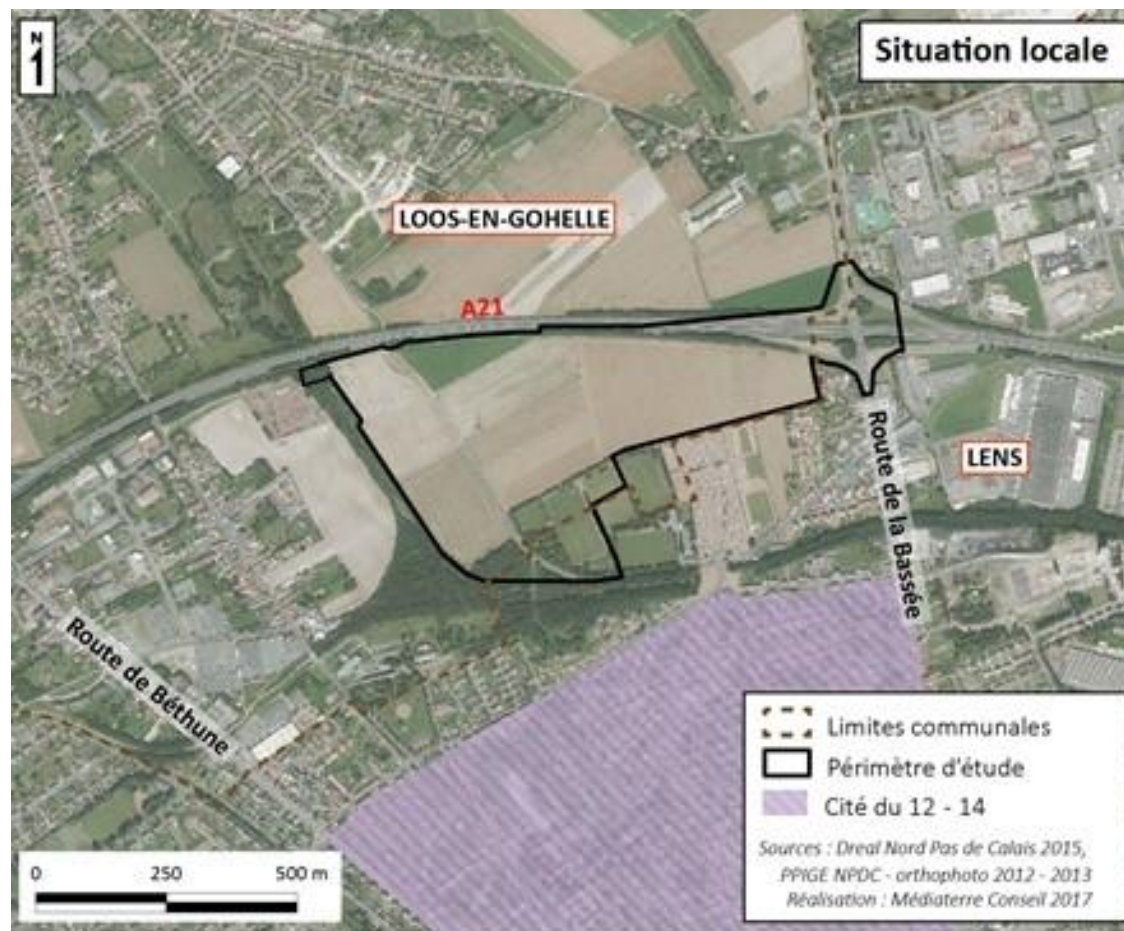 N
1
Situation locale
LOOS-EN-GOHELLE
A21
LENS
Route de la Bassée
Route de Béthune
Limites communales
Périmètre d'étude
Cité du 12 - 14
Sources : Dreal Nord Pas de Calais 2015,
PPIGE NPDC - orthophoto 2012 - 2013
Réalisation : Médiaterre Conseil 2017
0 250 500 m